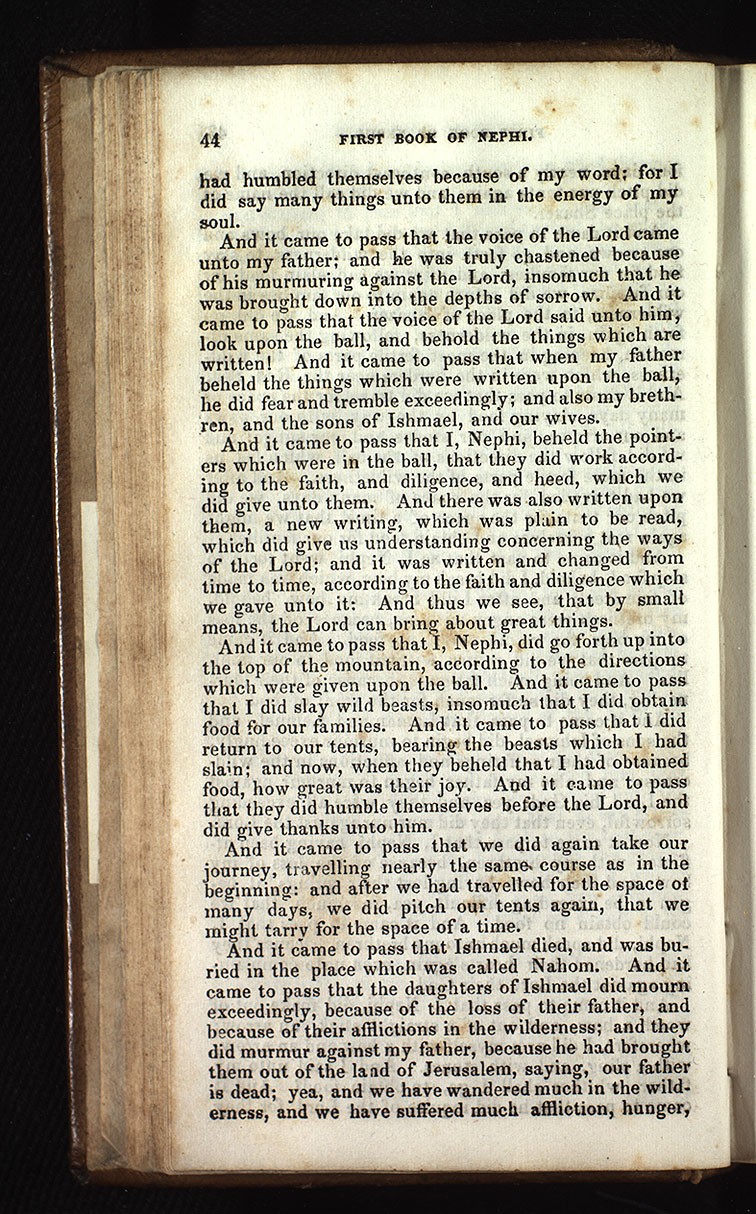 44 FIRST BOOK OF NEPHI.
had humbled themselves because of my word; for I
did say many things unto them in the energy of my
soul.
And it came to pass that the voice of the Lord came
unto my father; and he was truly chastened because
of his murmuring against the Lord, insomuch that he
was brought down into the depths of sorrow. And it
came to pass that the voice of the Lord said unto him,
look upon the ball, and behold the things which are
written! And it came to pass that when my father
beheld the things which were written upon the ball,
he did fear and tremble exceedingly; and also my breth-
ren, and the sons of Ishmael, and our wives.
And it came to pass that I, Nephi, beheld the point-
ers which were in the ball, that they did work accord-
ing to the faith, and diligence, and heed, which we
did give unto them. And there was also written upon
them, a new writing, which was plain to be read,
which did give us understanding concerning the ways
of the Lord; and it was written and changed from
time to time, according to the faith and diligence which
we gave unto it: And thus we see, that by small
means, the Lord can bring about great things.
And it came to pass that I, Nephi, did go forth up into
the top of the mountain, according to the directions
which were given upon the ball. And it came to pass
that I did slay wild beasts, insomuch that I did obtain
food for our families. And it came to pass that I did
return to our tents, bearing the beasts which I had
slain; and now, when they beheld that I had obtained
food, how great was their joy. And it came to pass
that they did humble themselves before the Lord, and
did give thanks unto him.
And it came to pass that we did again take our
journey, travelling nearly the same course as in the
beginning: and after we had travelled for the space of
many days, we did pitch our tents again, that we
might tarry for the space of a time.
And it came to pass that Ishmael died, and was bu-
ried in the place which was called Nahom. And it
came to pass that the daughters of Ishmael did mourn
exceedingly, because of the loss of their father, and
because of their afflictions in the wilderness; and they
did murmur against my father, because he had brought
them out of the land of Jerusalem, saying, our father
is dead; yea, and we have wandered much in the wild-
erness, and we have suffered much affliction, hunger,